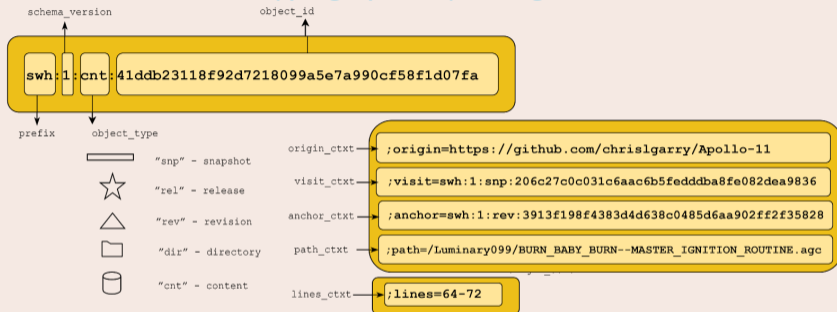 schema_version
object_id
swh:1:cnt:41ddb23118f92d7218099a5e7a990cf58f1d07fa
prefix
object_type
"snp" - snapshot
"rel" - release
"rev" - revision
"dir" - directory
"cnt" - content
origin_ctxt
;origin=https://github.com/chrislgarry/Apollo-11
visit_ctxt
;visit=swh:1:snp:206c27c0c031c6aac6b5fedddba8fe082dea9836
anchor_ctxt
;anchor=swh:1:rev:3913f198f4383d4d638c0485d6aa902ff2f35828
path_ctxt
;path=/Luminary099/BURN_BABY_BURN--MASTER_IGNITION_ROUTINE.agc
lines_ctxt
;lines=64-72